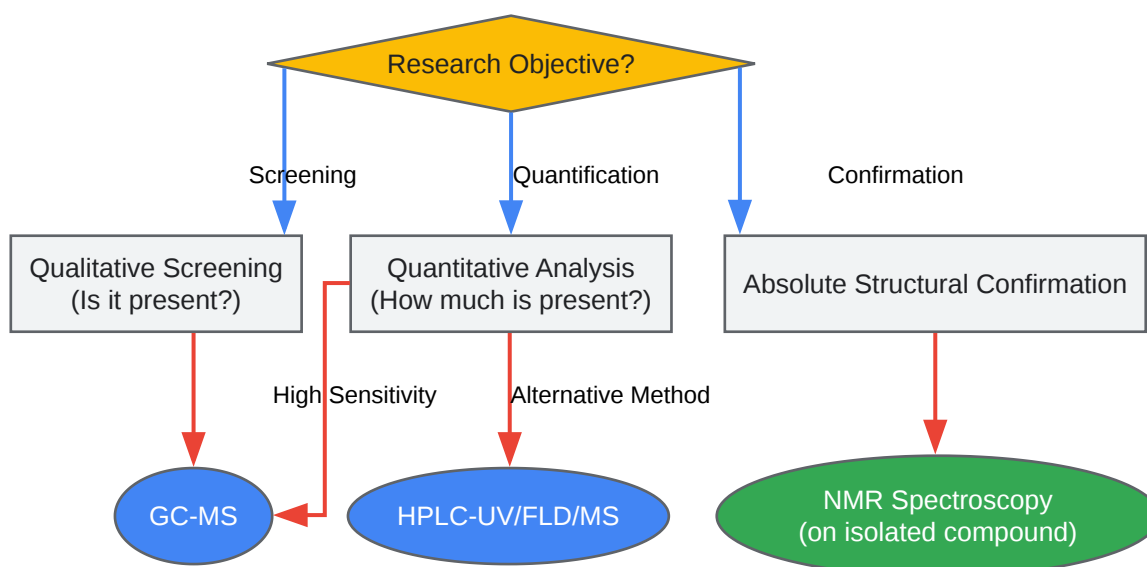 Research Objective?
Screening
Quantification
Confirmation
Qualitative Screening
(Is it present?)
Quantitative Analysis
(How much is present?)
Absolute Structural Confirmation
High Sensitivity
Alternative Method
GC-MS
HPLC-UV/FLD/MS
NMR Spectroscopy
(on isolated compound)